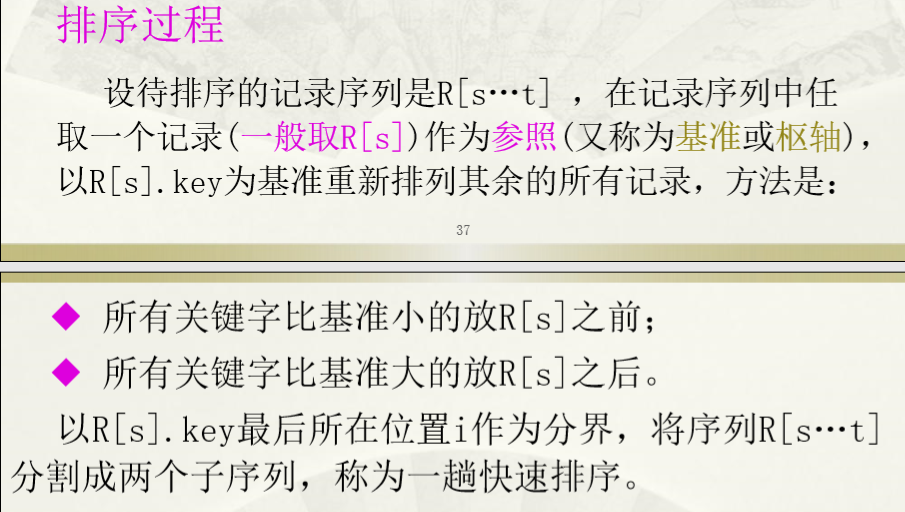 排序过程
设待排序的记录序列是R[s…t] ，在记录序列中任
取一个记录(一般取R[s])作为参照(又称为基准或枢轴)，
以R[s].key为基准重新排列其余的所有记录，方法是：
37
◆ 所有关键字比基准小的放R[s]之前；
◆ 所有关键字比基准大的放R[s]之后。
以R[s].key最后所在位置i作为分界，将序列R[s…t]
分割成两个子序列，称为一趟快速排序。